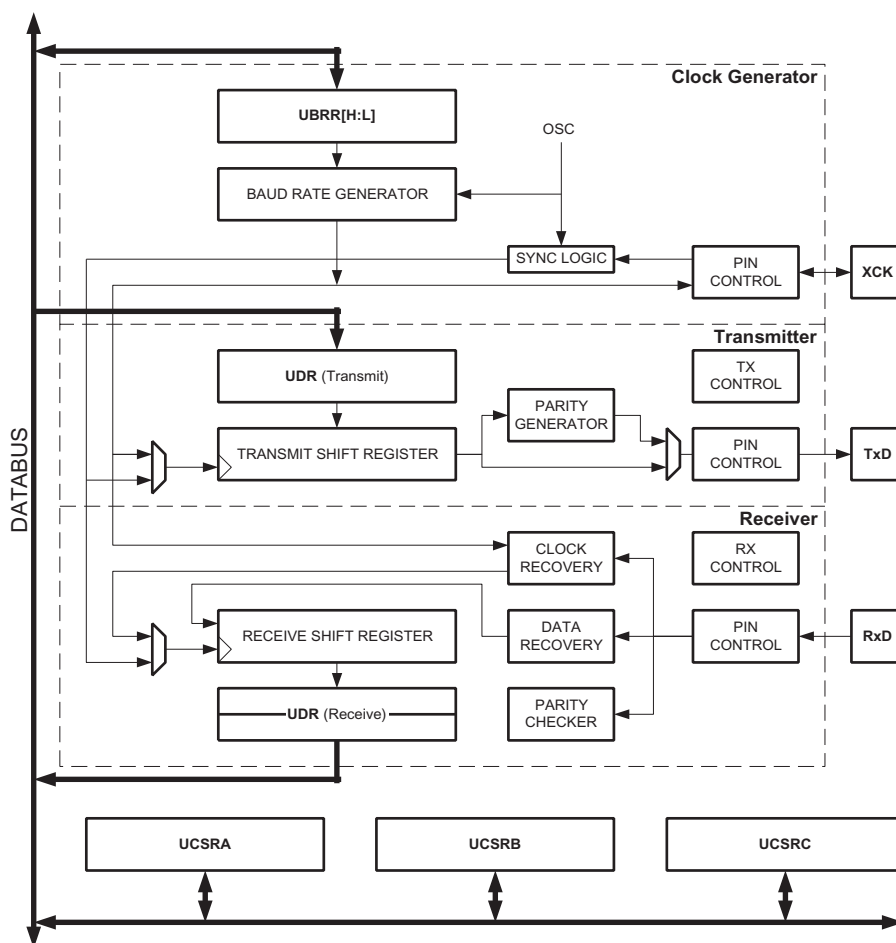 Clock Generator
UBRR[H:L]
OSC
BAUD RATE GENERATOR
SYNC LOGIC
PIN
CONTROL
XCK
DATABUS
Transmitter
UDR (Transmit)
TX
CONTROL
PARITY
GENERATOR
TRANSMIT SHIFT REGISTER
PIN
CONTROL
TxD
Receiver
CLOCK
RECOVERY
RX
CONTROL
RECEIVE SHIFT REGISTER
DATA
RECOVERY
PIN
CONTROL
RxD
UDR (Receive)
PARITY
CHECKER
UCSRA
UCSRB
UCSRC